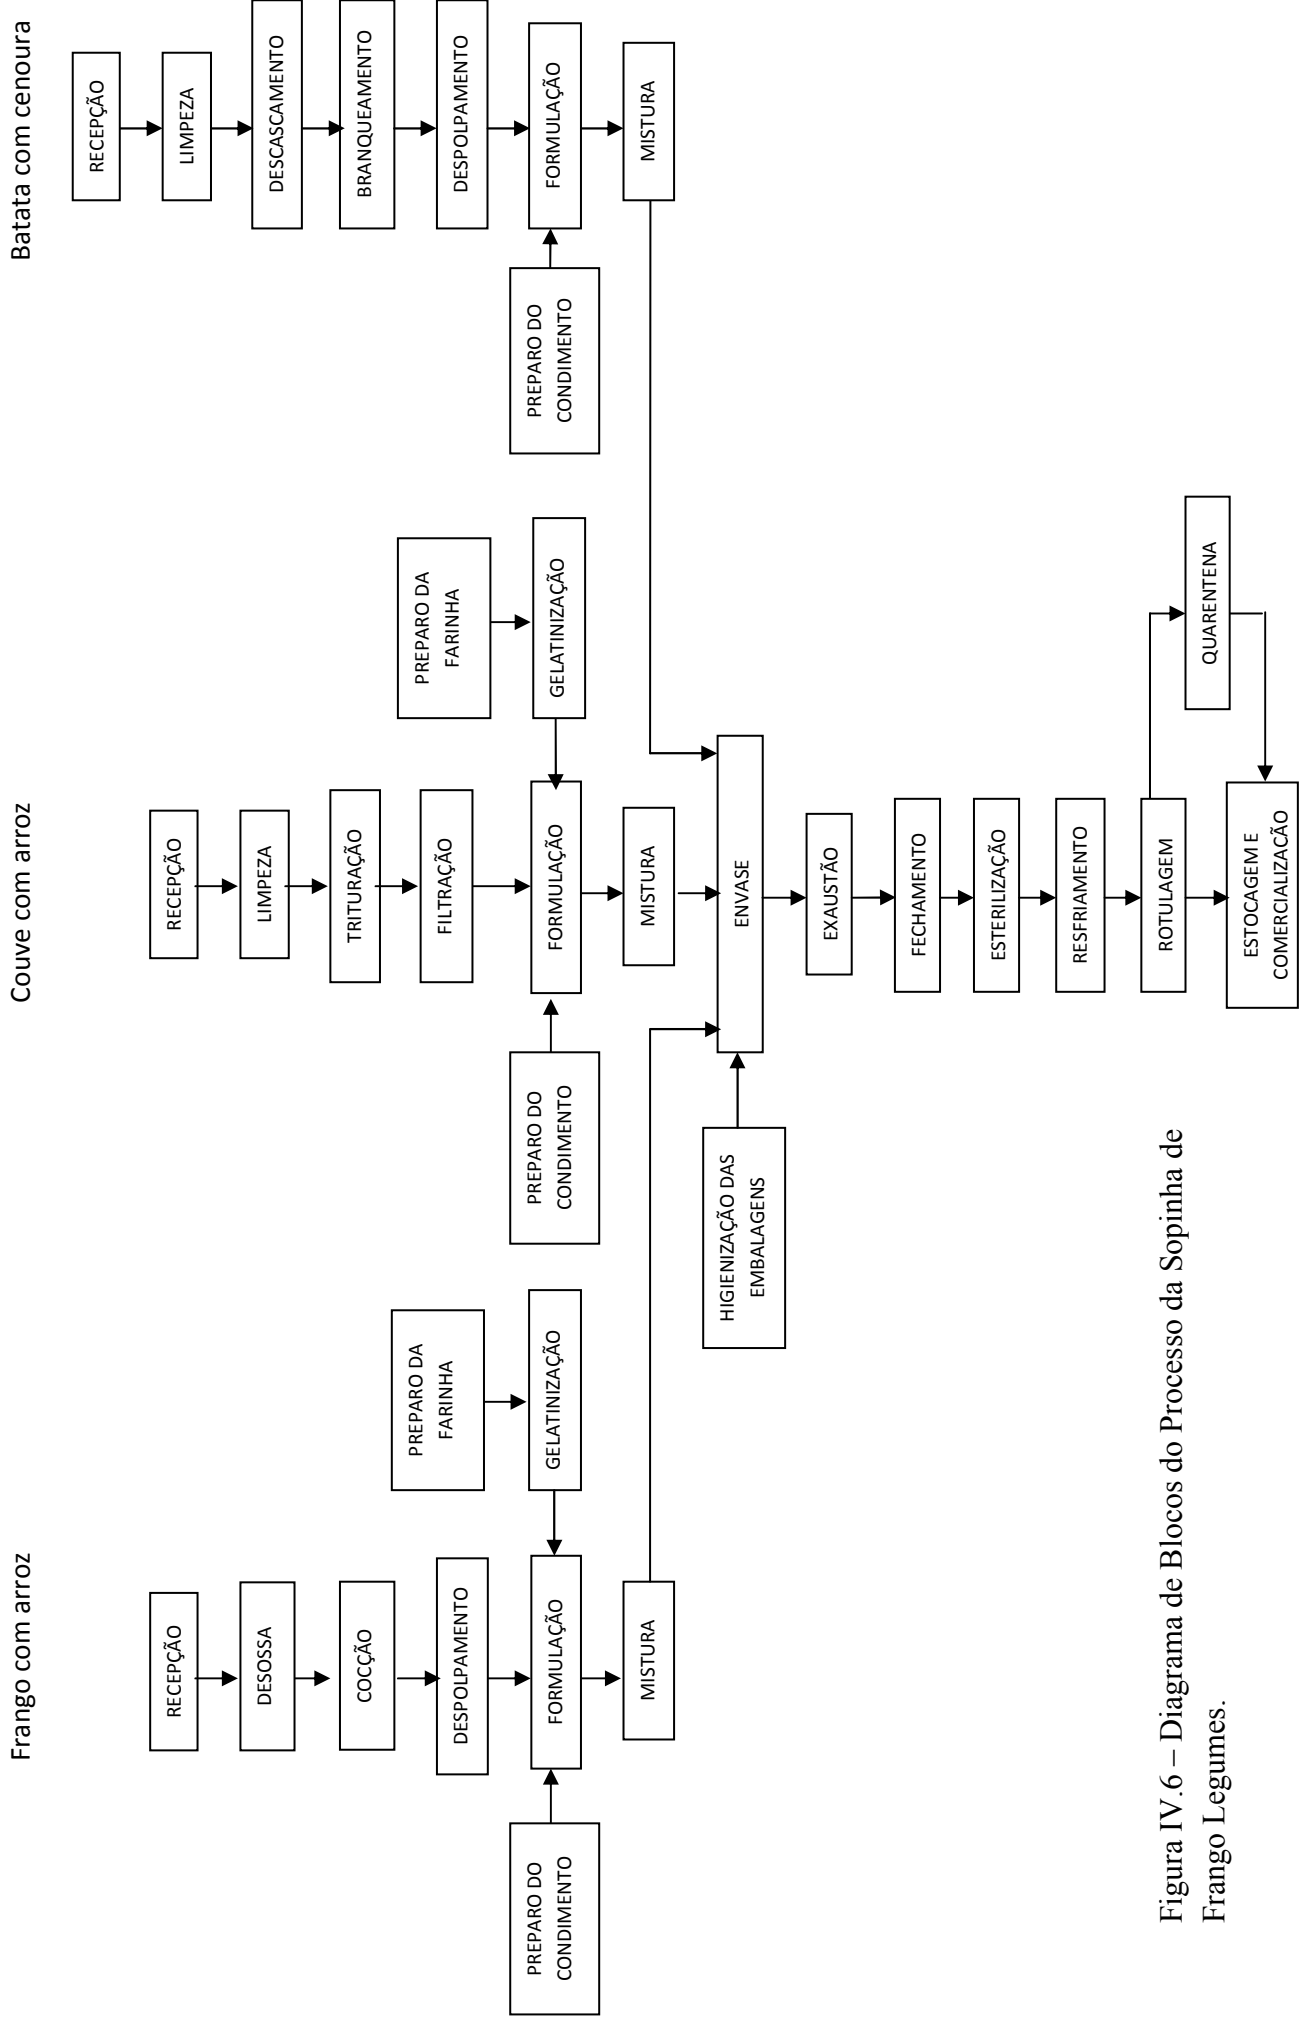 Frango com arroz
RECEPÇÃO
DESOSSA
COCÇÃO
DESPOLPAMENTO
PREPARO DA
FARINHA
GELATINIZAÇÃO
PREPARO DO
CONDIMENTO
FORMULAÇÃO
MISTURA
Couve com arroz
RECEPÇÃO
LIMPEZA
TRITURAÇÃO
FILTRAÇÃO
PREPARO DA
FARINHA
GELATINIZAÇÃO
PREPARO DO
CONDIMENTO
FORMULAÇÃO
MISTURA
Batata com cenoura
RECEPÇÃO
LIMPEZA
DESCASCAMENTO
BRANQUEAMENTO
DESPOLPAMENTO
PREPARO DO
CONDIMENTO
FORMULAÇÃO
MISTURA
HIGIENIZAÇÃO DAS
EMBALAGENS
ENVASE
EXAUSTÃO
FECHAMENTO
ESTERILIZAÇÃO
RESFRIAMENTO
ROTULAGEM
QUARENTENA
ESTOCAGEM E
COMERCIALIZAÇÃO
Figura IV.6 – Diagrama de Blocos do Processo da Sopinha de
Frango Legumes.